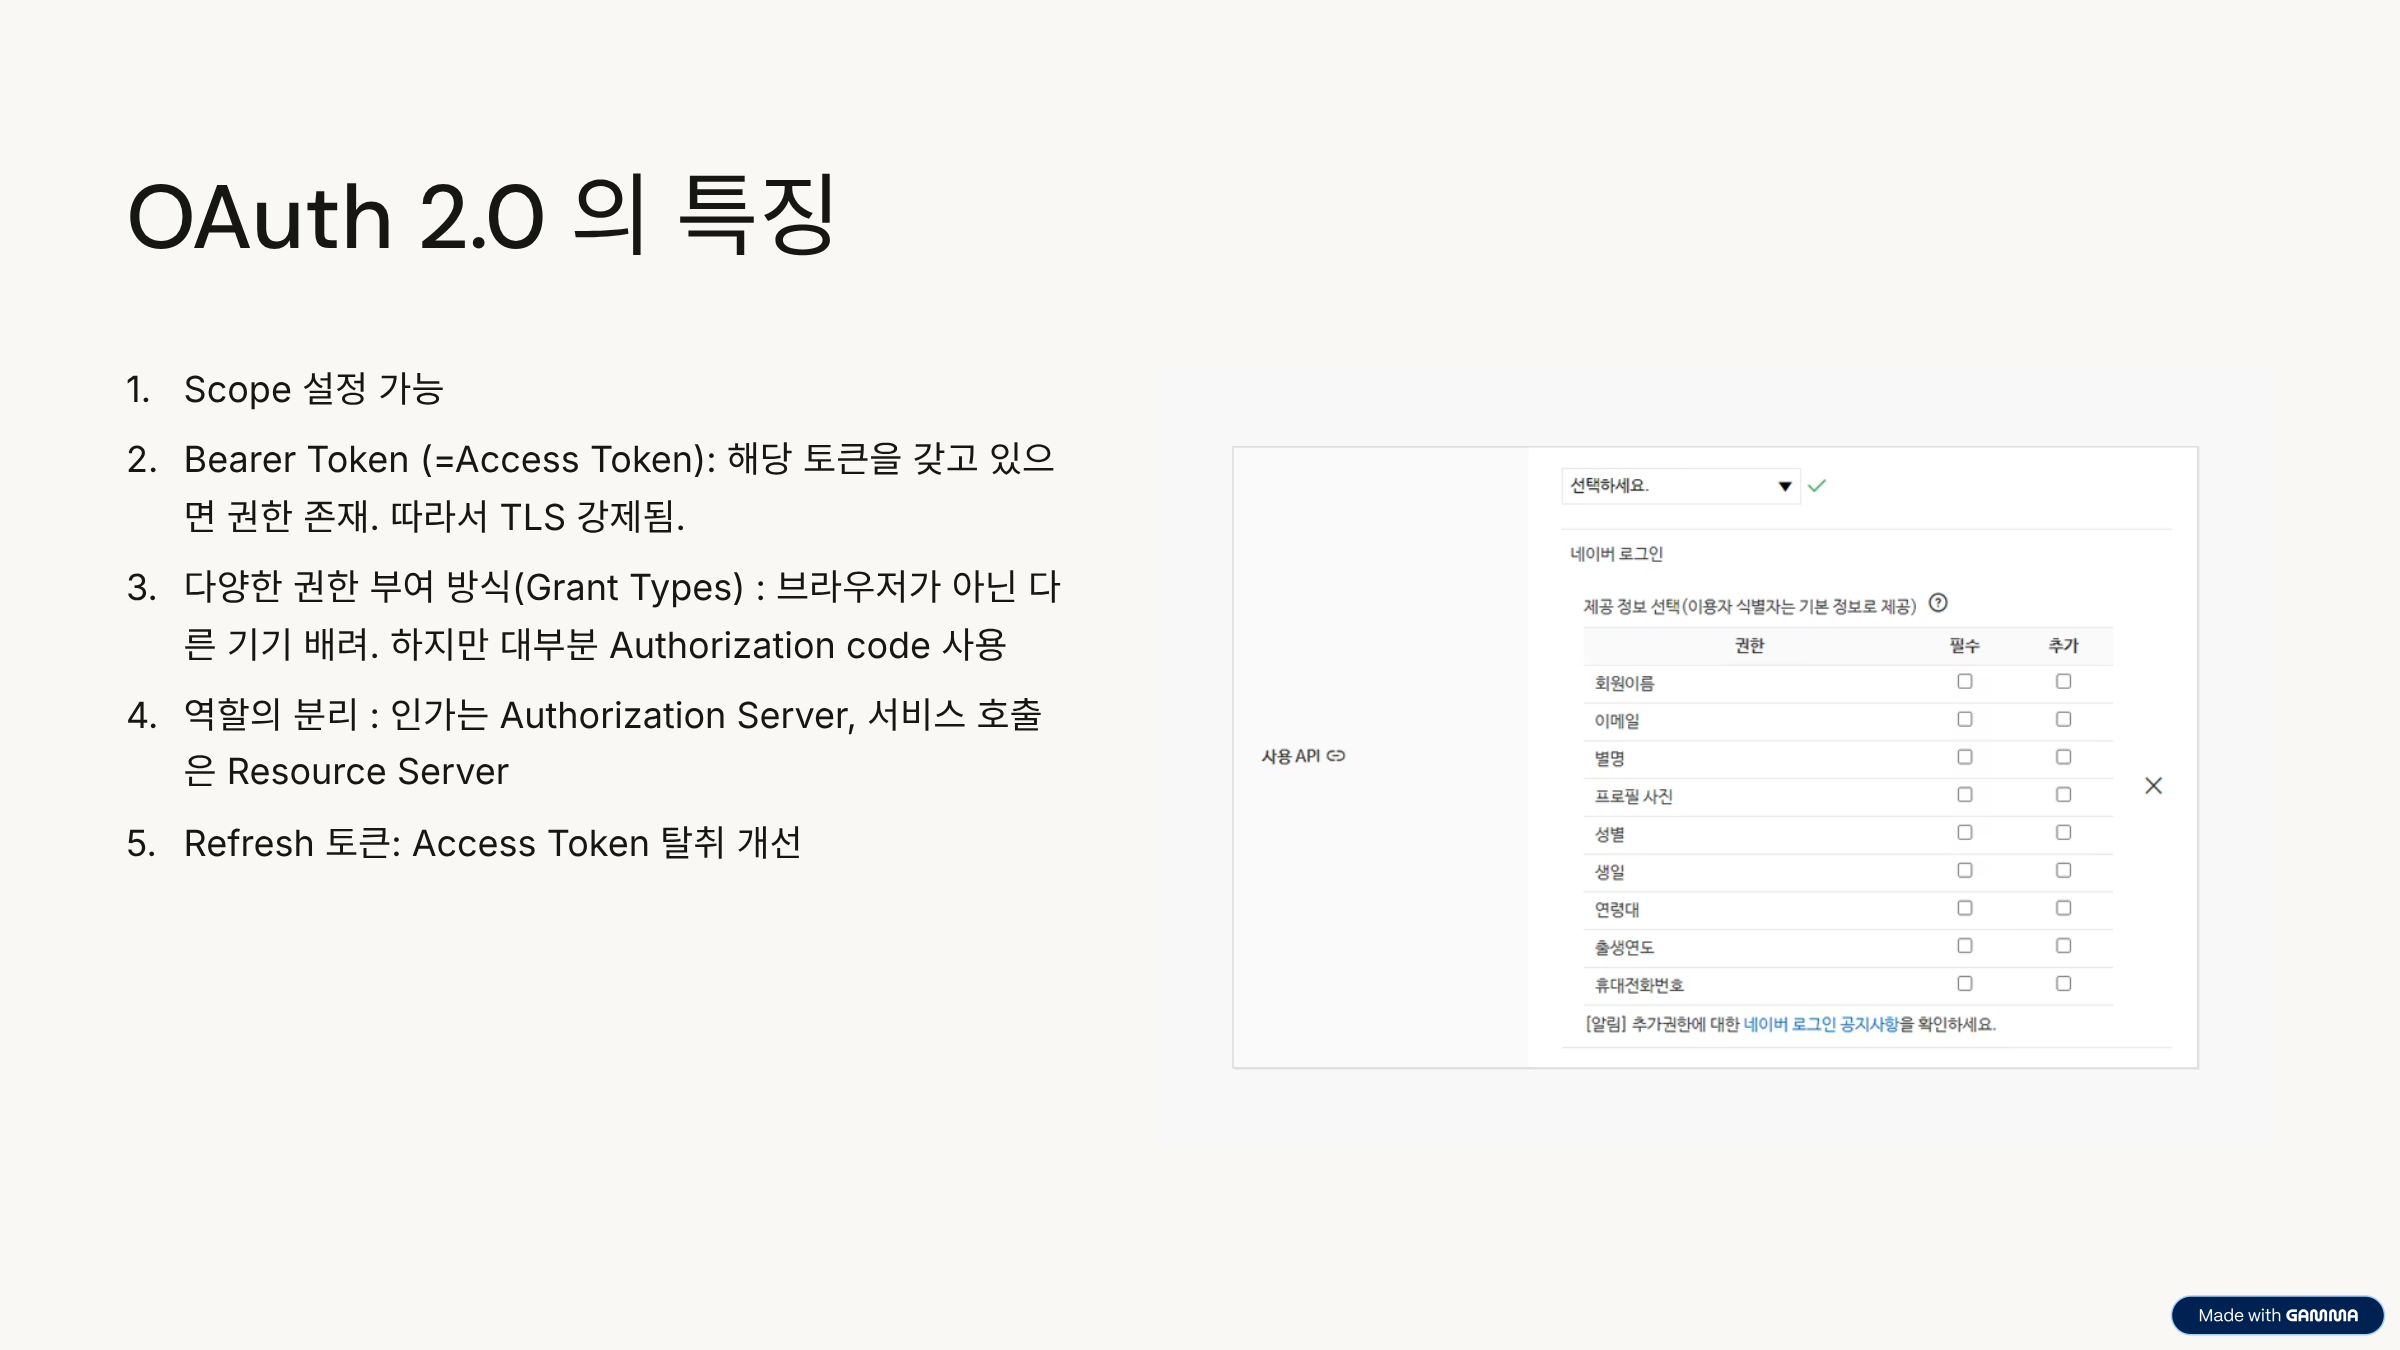 OAuth 2.0 의 특징
1. Scope 설정 가능
2. Bearer Token (=Access Token): 해당 토큰을 갖고 있으
면 권한 존재. 따라서 TLS 강제됨.
3. 다양한 권한 부여 방식(Grant Types) : 브라우저가 아닌 다
른 기기 배려. 하지만 대부분 Authorization code 사용
4. 역할의 분리 : 인가는 Authorization Server, 서비스 호출
은 Resource Server
5. Refresh 토큰: Access Token 탈취 개선
사용 API
선택하세요.
네이버 로그인
제공 정보 선택(이용자 식별자는 기본 정보로 제공)
권한 필수 추가
회원이름
이메일
별명
프로필 사진
성별
생일
연령대
출생연도
휴대전화번호
[알림] 추가권한에 대한 네이버 로그인 공지사항을 확인하세요.
Made with GAMMA